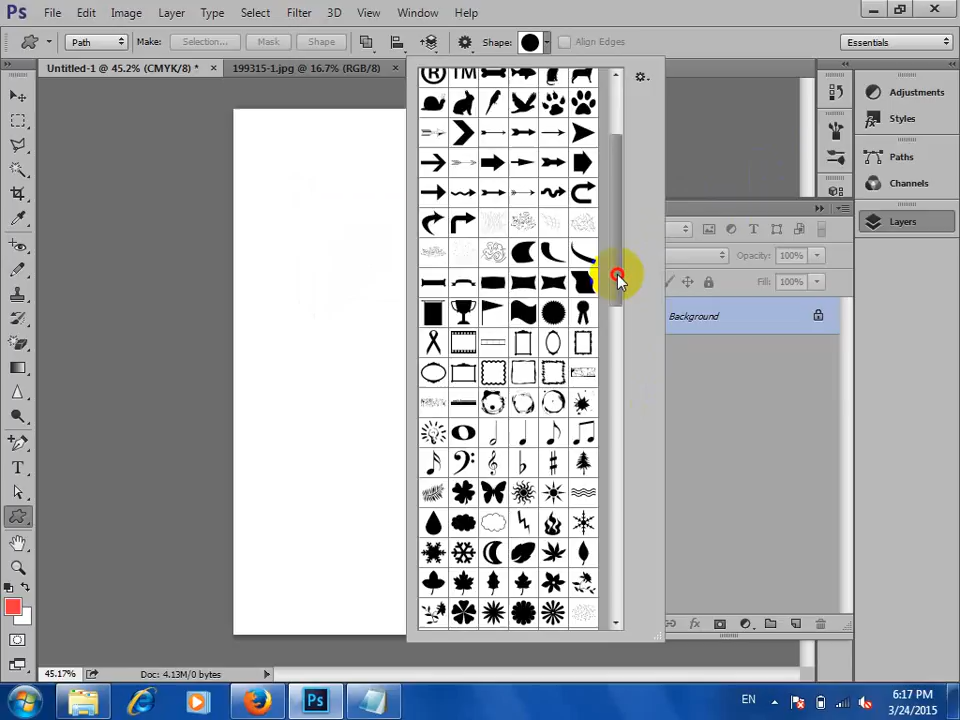 Ps File Edit Image Layer Type Select Filter 3D View Window Help
Path Make: Selection... Mask Shape Shape: Align Edges Essentials
Untitled-1 @ 45.2% (CMYK/8) * × 199315-1.jpg @ 16.7% (RGB/8) ×
® TM
Adjustments
Styles
Paths
Channels
Layers
Opacity: 100%
Fill: 100%
Background
T
fx
45.17% Doc: 4.13M/0 bytes
Ps EN 6:17 PM
3/24/2015